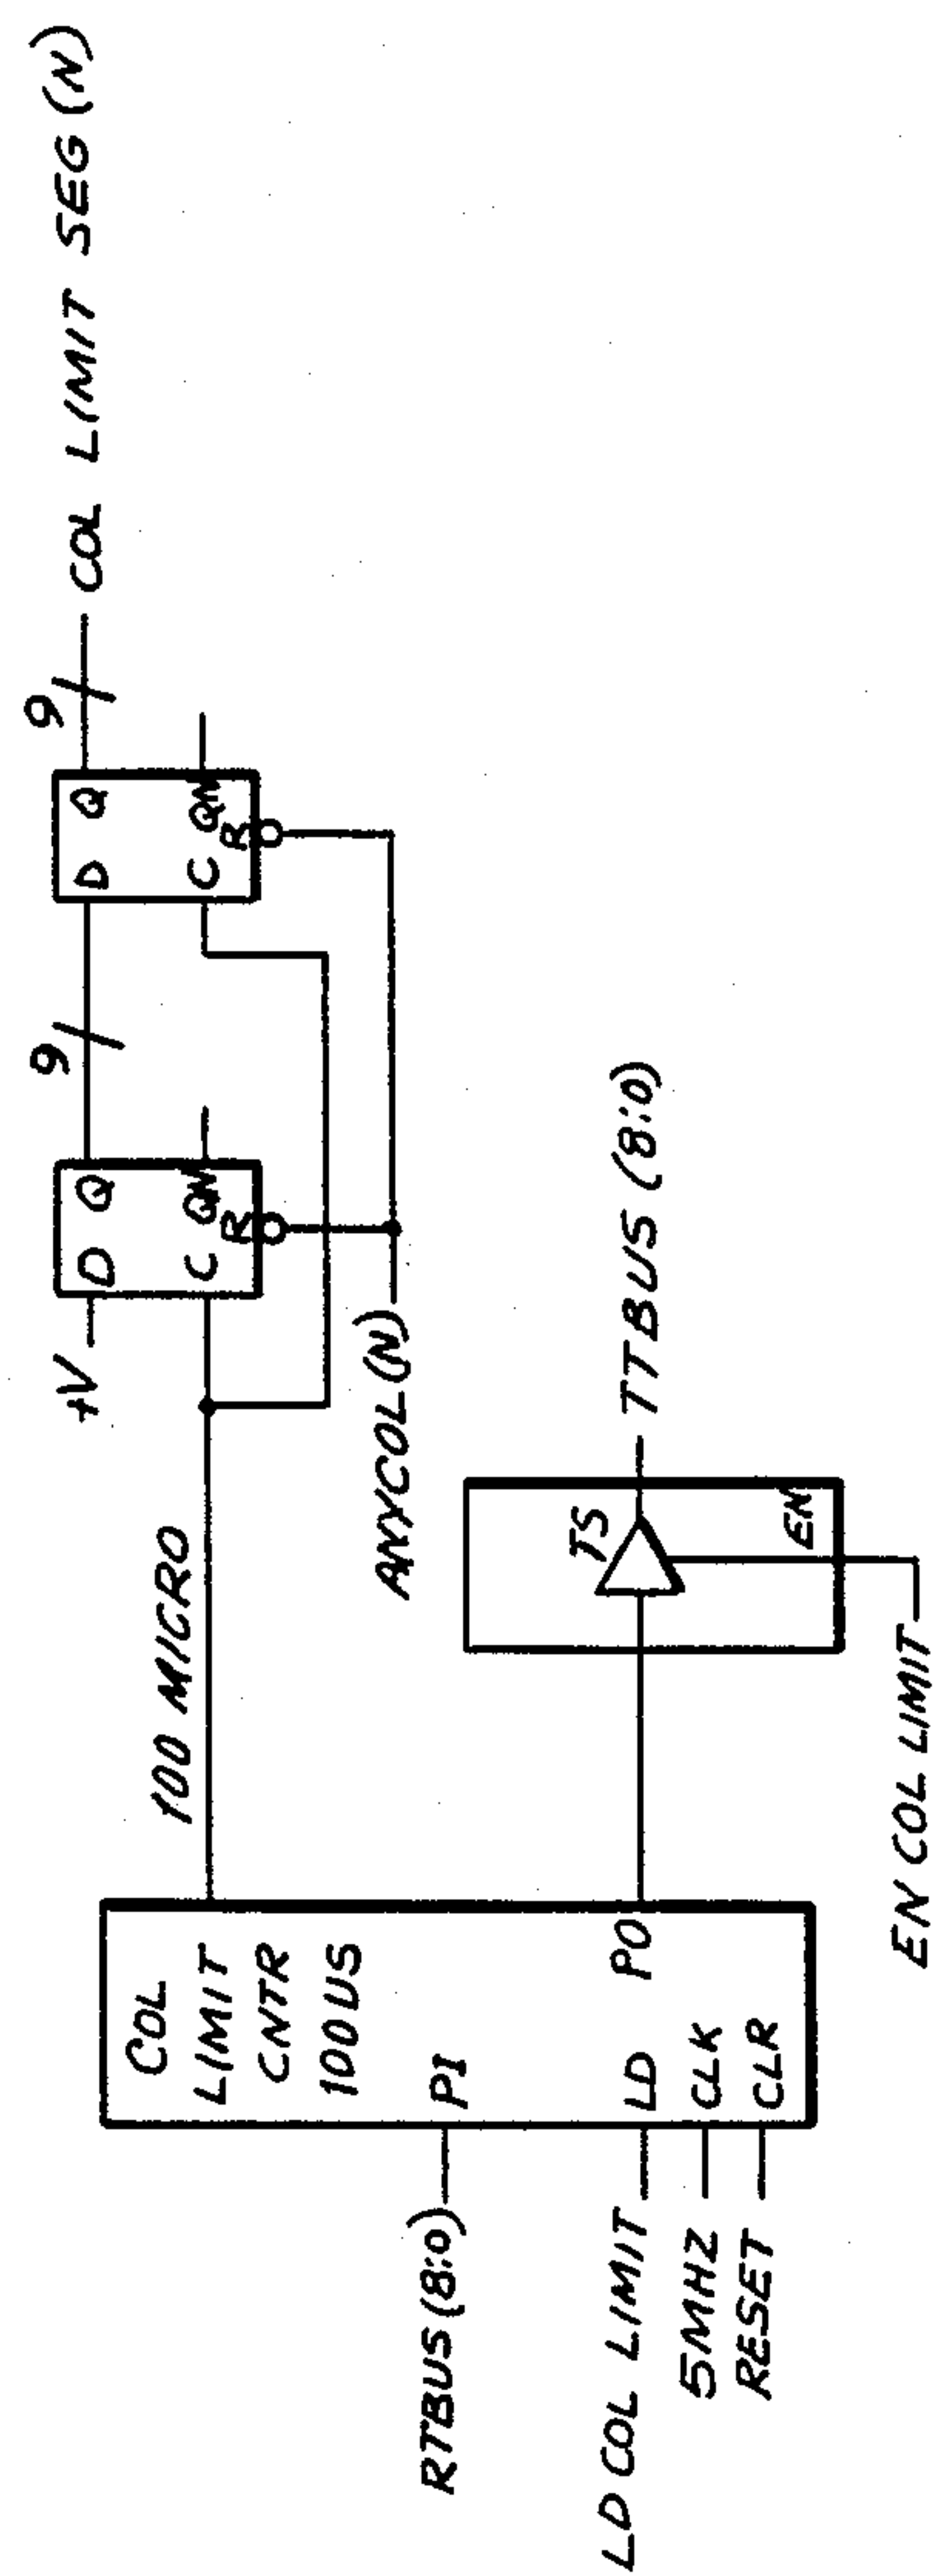 COL
LIMIT
CNTR
100US
PI
LD
PO
CLK
CLR
RTBUS (8:0)
LD COL LIMIT
5MHZ
RESET
100 MICRO
+V
D Q
C QN
R
9
D Q
C QN
R
9
COL LIMIT SEG (N)
ANYCOL (N)
TS
EN
TTBUS (8:0)
EN COL LIMIT